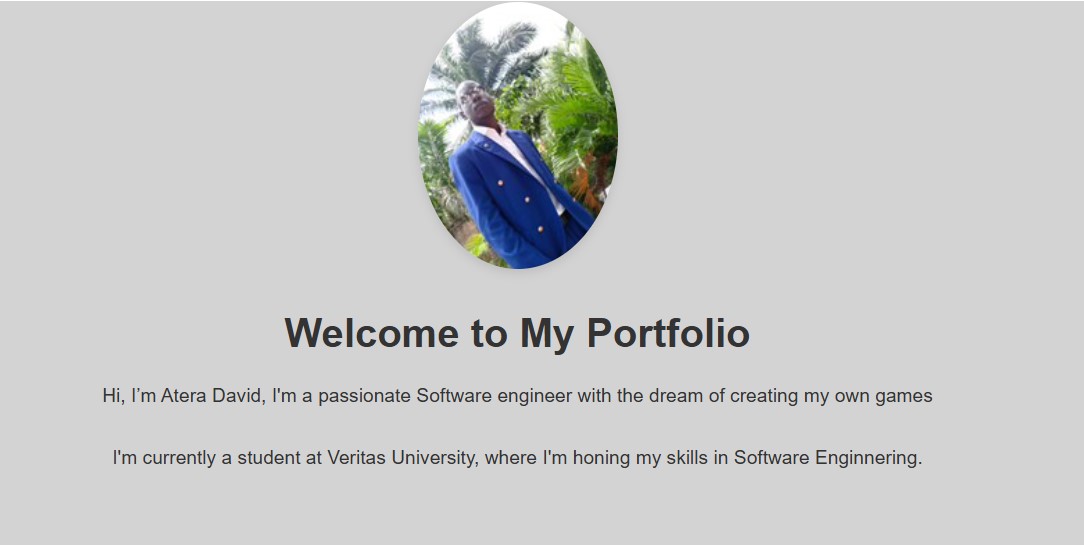 Welcome to My Portfolio
Hi, I’m Atera David, I'm a passionate Software engineer with the dream of creating my own games
I'm currently a student at Veritas University, where I'm honing my skills in Software Enginnering.